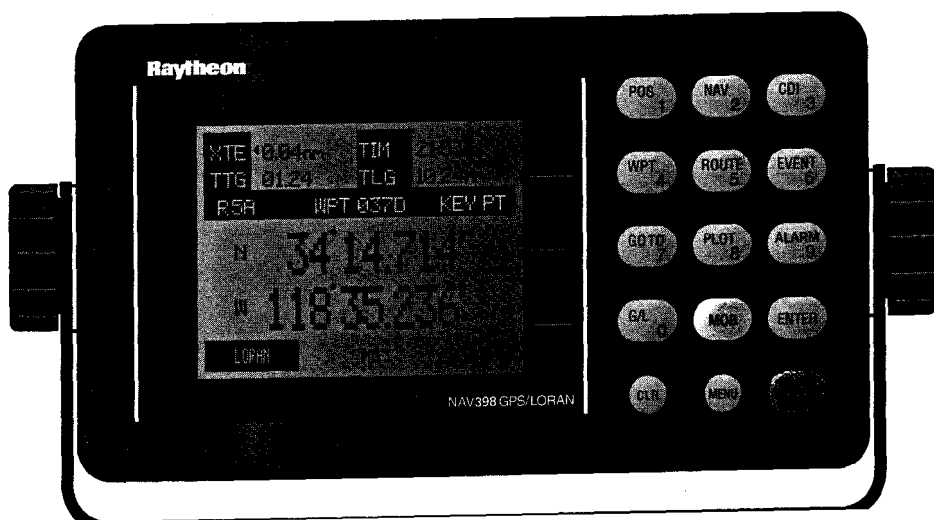 Raytheon
POS 1 NAV 2 CDI 3
XTE 0.04nm TIM
TTG 01:24 TLG
WPT 4 ROUTE 5 EVENT 6
R5A WPT 037D KEY PT
N 34°14.714
GO TO 7 PLOT 8 ALARM 9
W 118°35.236
G/L 0 MOB ENTER
LORAN
CLR MENU
NAV398 GPS/LORAN